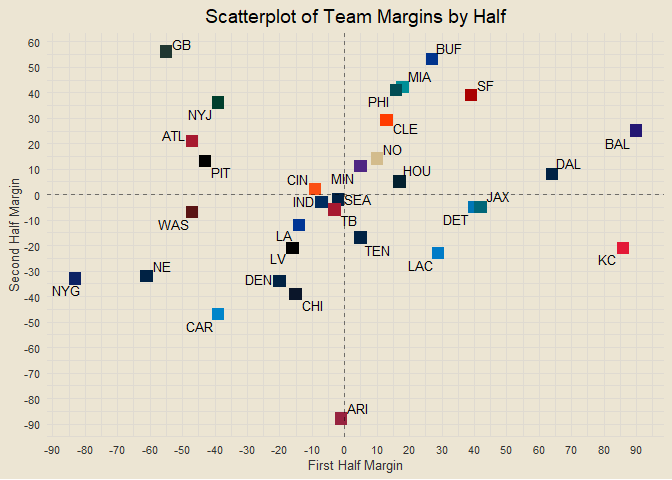 Scatterplot of Team Margins by Half
60
50
40
30
20
10
0
-10
-20
-30
-40
-50
-60
-70
-80
-90
Second Half Margin
GB
BUF
MIA
SF
PHI
NYJ
CLE
BAL
ATL
NO
DAL
PIT
HOU
CIN
MIN
JAX
IND
SEA
DET
WAS
TB
LA
TEN
LV
KC
LAC
NE
DEN
NYG
CHI
CAR
ARI
-90 -80 -70 -60 -50 -40 -30 -20 -10 0 10 20 30 40 50 60 70 80 90
First Half Margin